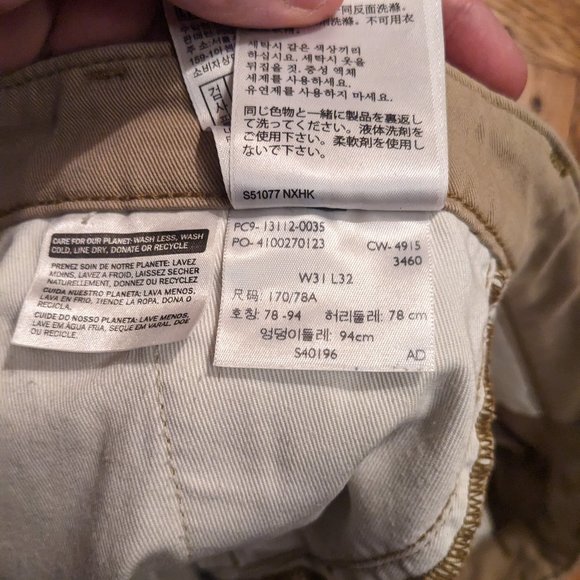 同反面洗滌.
滌. 不可用衣
세탁시 같은 색상끼리
하십시요. 세탁시 옷을
뒤집을 것. 중성 액체
세제를 사용하세요.
유연제를 사용하지 마세요.
同じ色物と一緒に製品を裏返し
て洗ってください。液体洗剤を
ご使用下さい。柔軟剤を使用し
ないで下さい。
S51077 NXHK
CARE FOR OUR PLANET: WASH LESS, WASH
COLD, LINE DRY, DONATE OR RECYCLE
PRENEZ SOIN DE NOTRE PLANETE: LAVEZ
MOINS, LAVEZ A FROID, LAISSEZ SECHER
NATURELLEMENT, DONNEZ OU RECYCLEZ
CUIDA NUESTRO PLANETA: LAVA MENOS,
LAVA EN FRIO, TIENDE LA ROPA, DONA O
RECICLA.
CUIDE DO NOSSO PLANETA: LAVE MENOS,
LAVE EM ÁGUA FRIA, SEQUE EM VARAL, DOE
OU RECICLE
PC9- 13112-0035
PO- 4100270123 CW- 4915
3460
W31 L32
尺码: 170/78A
호칭: 78 -94 허리둘레: 78 cm
엉덩이둘레: 94cm
S40196 AD